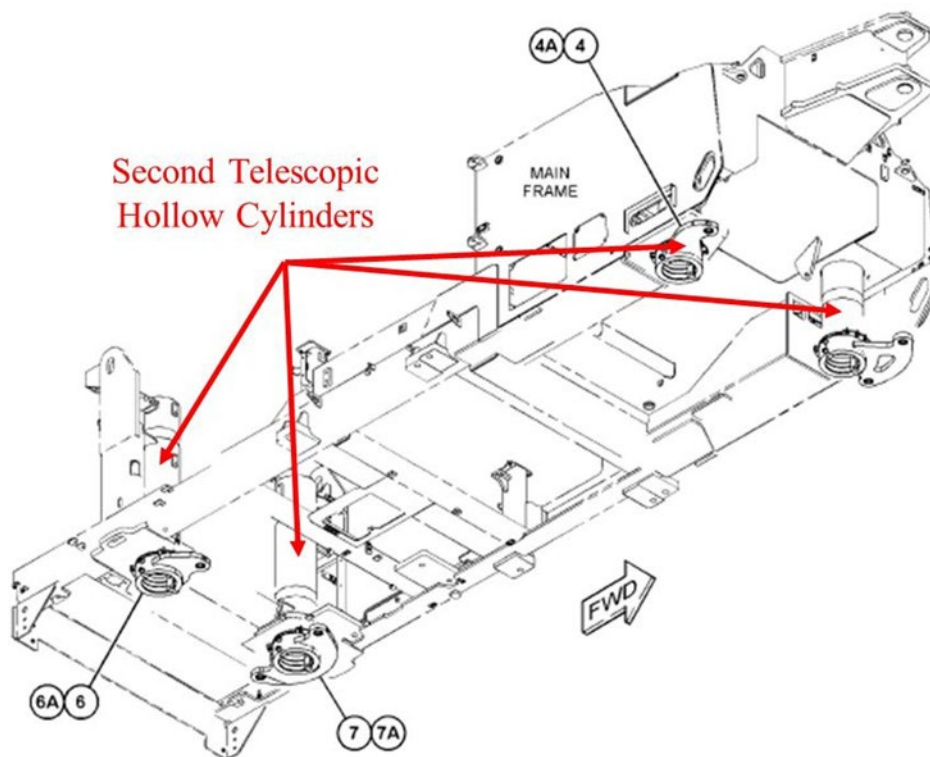 4A 4
Second Telescopic
Hollow Cylinders
MAIN
FRAME
FWD
6A 6
7 7A